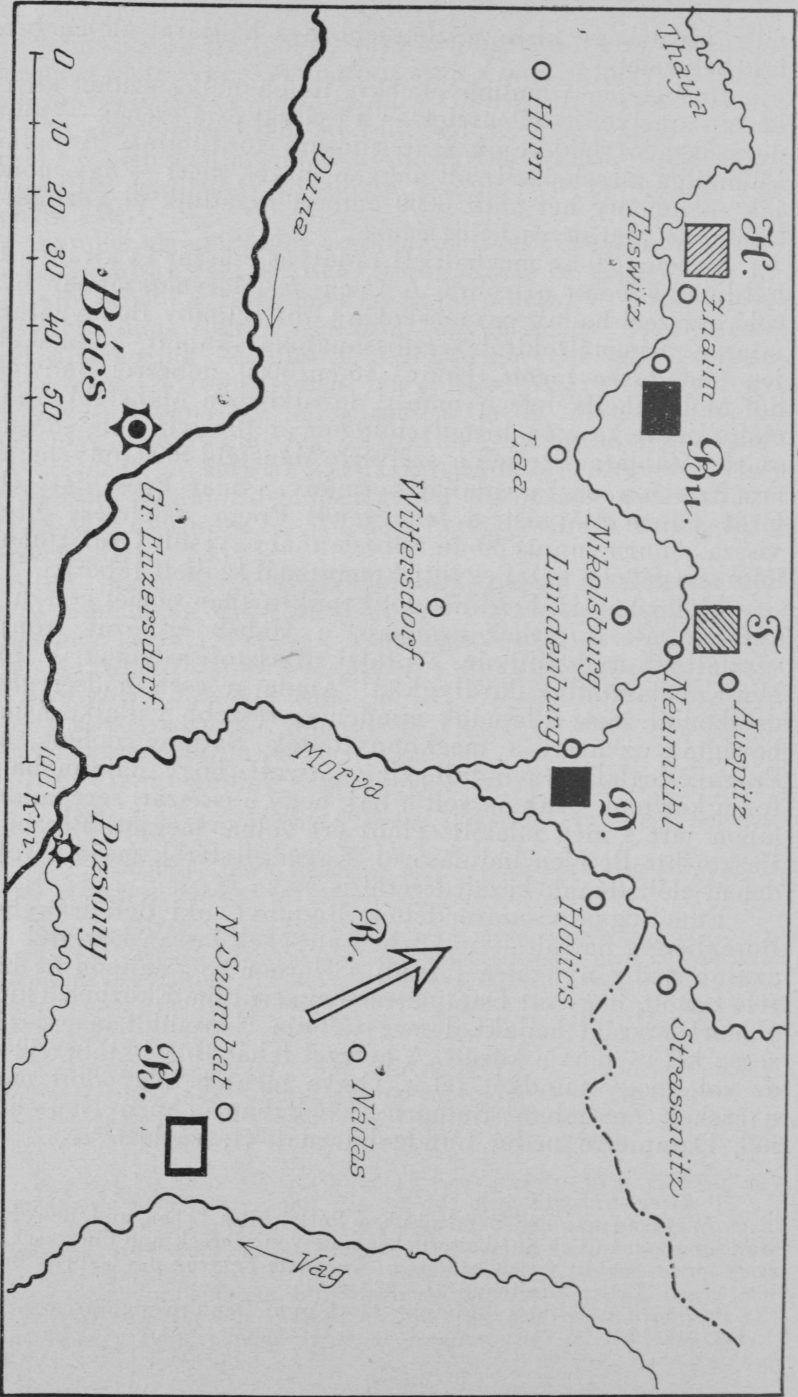 Thaya
Horn
H.
Znaim
Taswitz
Pou.
Laa
T.
Auspitz
Neumühl
Nikolsburg
Lundenburg
D
Wilfersdorf
Duna
Bécs
Gr. Enzersdorf
Morva
Holics
Strassnitz
R.
Nádas
N. Szombat
B.
Pozsony
Vág
0 10 20 30 40 50 100 Km.